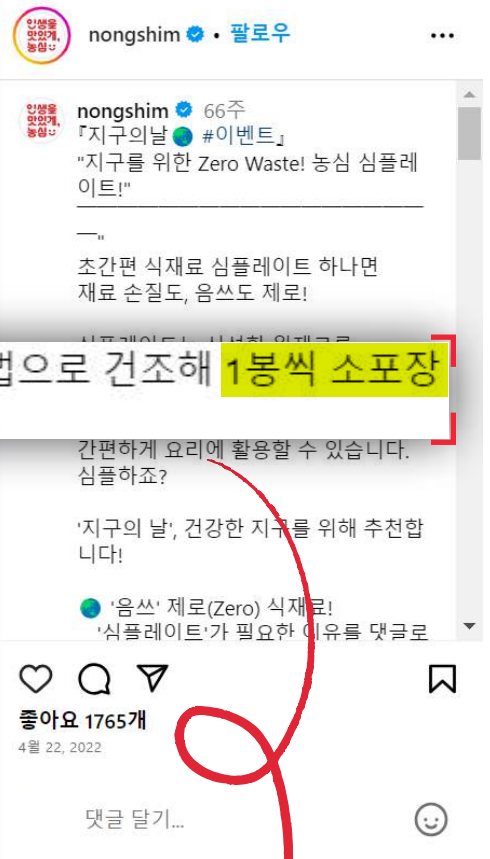 인생을
맛있게,
농심
nongshim • 팔로우
인생을
맛있게,
농심
nongshim 66주
『지구의날🌏 #이벤트』
"지구를 위한 Zero Waste! 농심 심플레
이트!"
초간편 식재료 심플레이트 하나면
재료 손질도, 음쓰도 제로!
법으로 건조해 1봉씩 소포장
간편하게 요리에 활용할 수 있습니다.
심플하죠?
'지구의 날', 건강한 지구를 위해 추천합
니다!
🌏 '음쓰' 제로(Zero) 식재료!
'심플레이트'가 필요한 이유를 댓글로
좋아요 1765개
4월 22, 2022
댓글 달기...